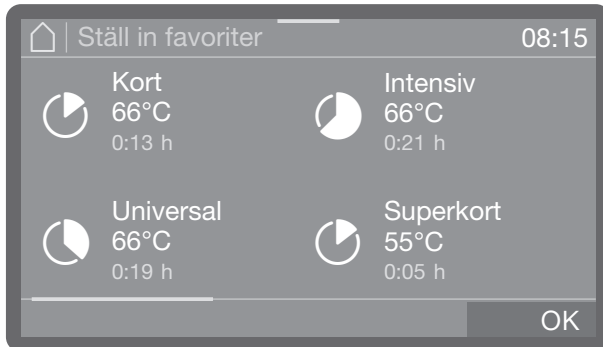 Ställ in favoriter
08:15
Kort
66°C
0:13 h
Intensiv
66°C
0:21 h
Universal
66°C
0:19 h
Superkort
55°C
0:05 h
OK